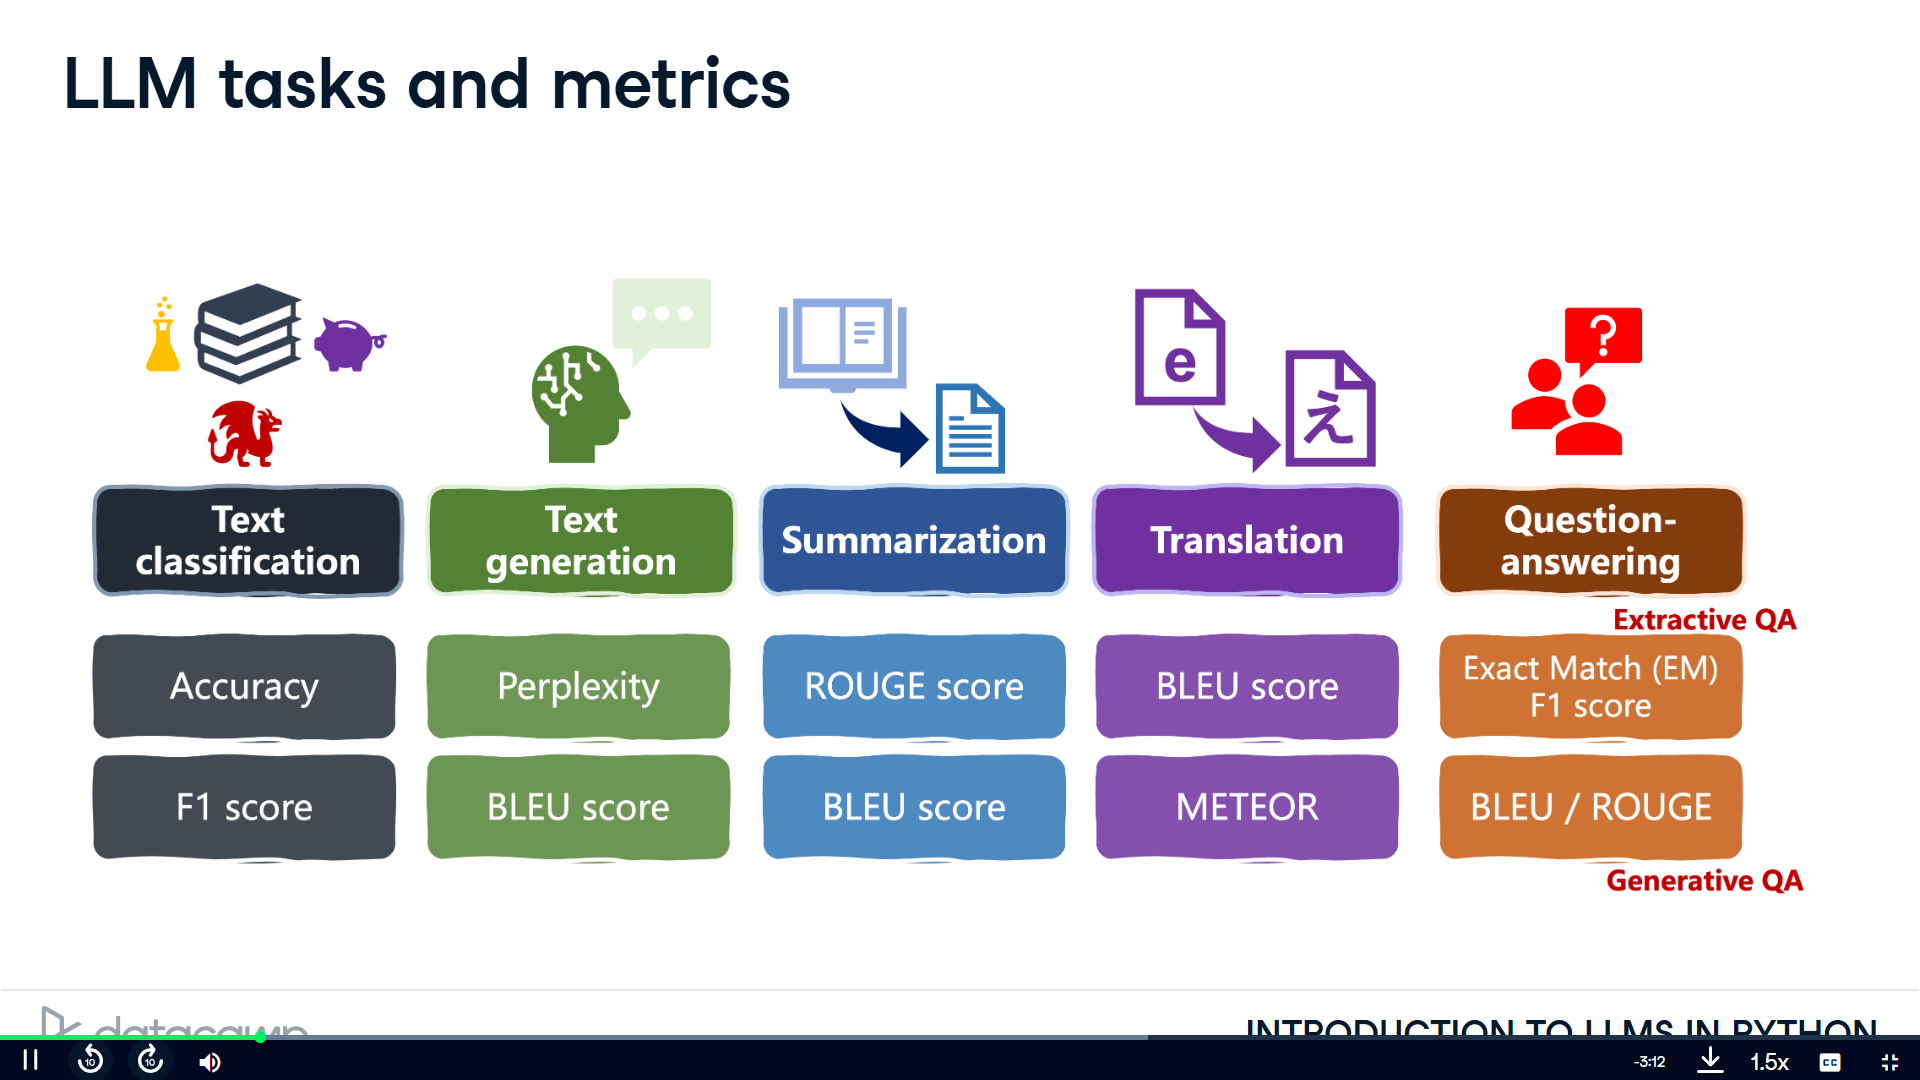 LLM tasks and metrics
e
え
?
Text
classification
Text
generation
Summarization
Translation
Question-
answering
Extractive QA
Accuracy
Perplexity
ROUGE score
BLEU score
Exact Match (EM)
F1 score
F1 score
BLEU score
BLEU score
METEOR
BLEU / ROUGE
Generative QA
datacamp
INTRODUCTION TO LLMS IN PYTHON
10
10
-3:12
1.5x
CC